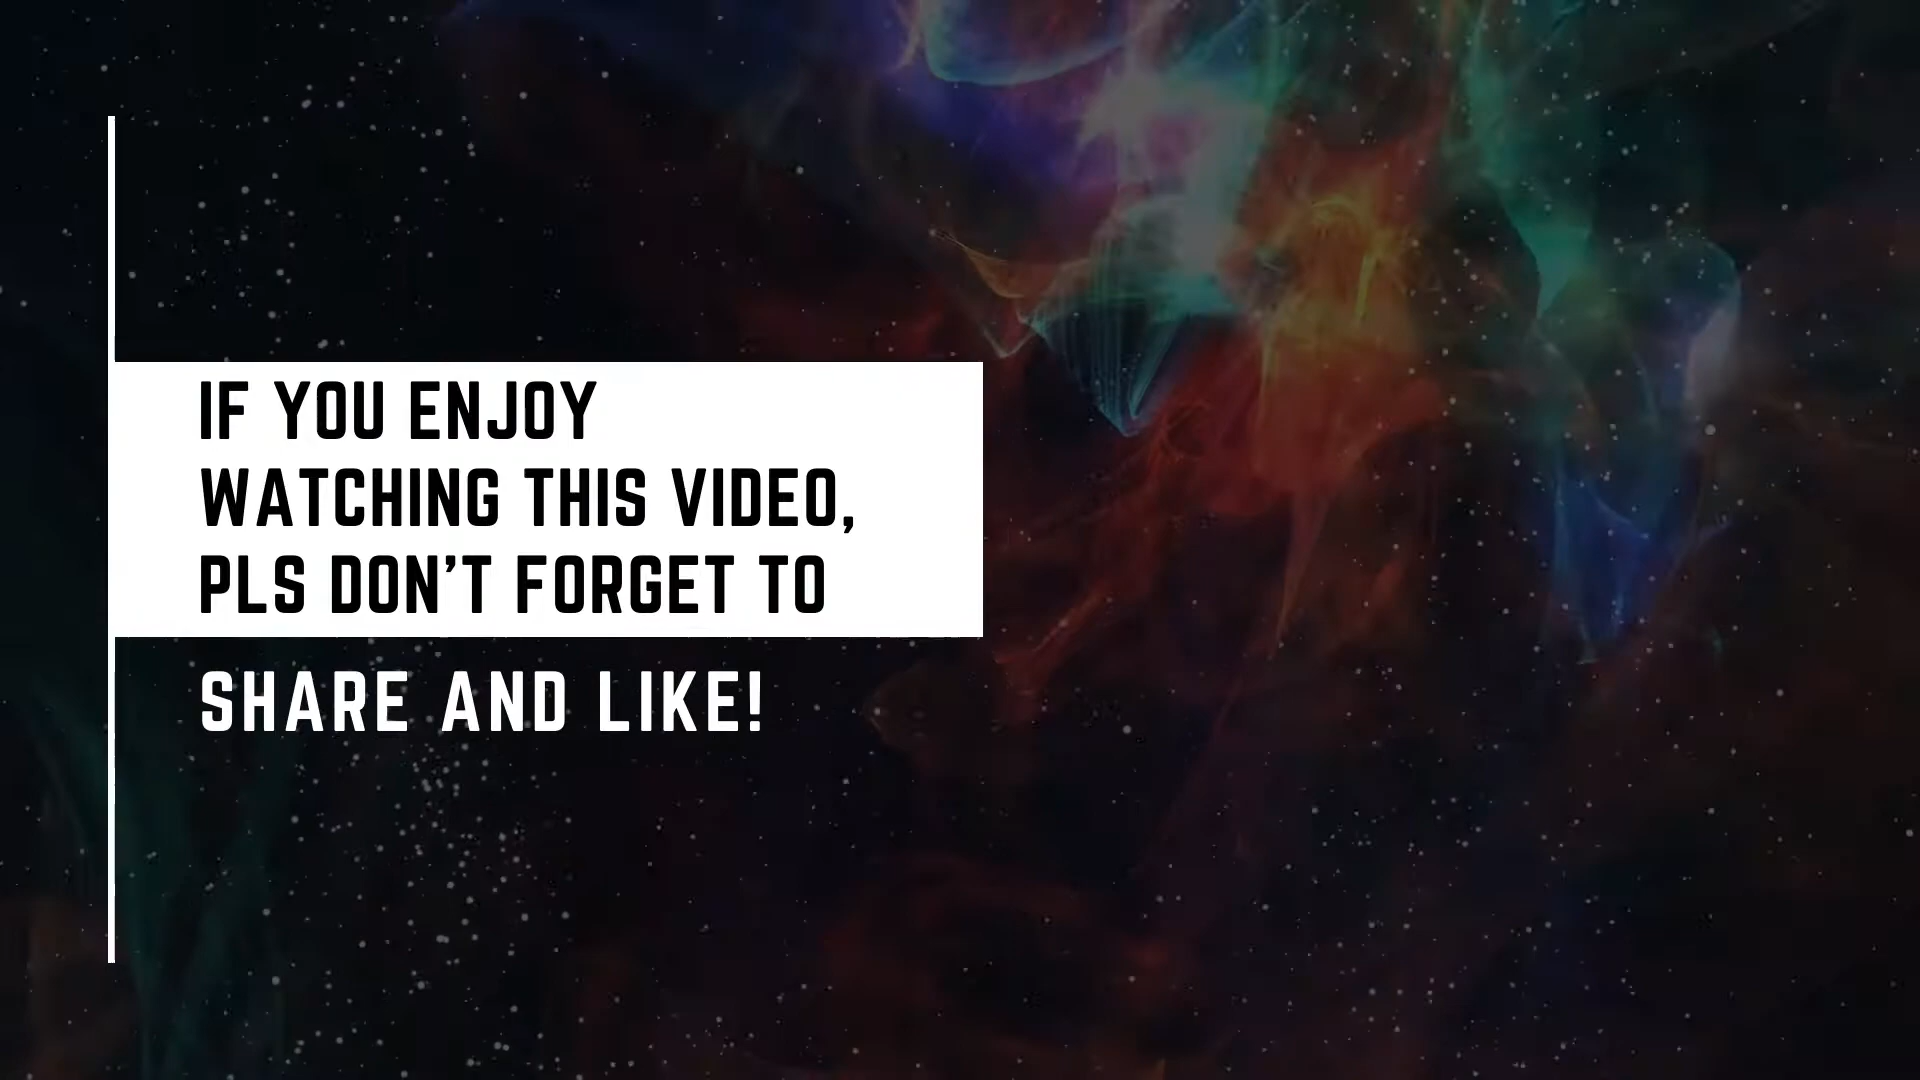 IF YOU ENJOY
WATCHING THIS VIDEO,
PLS DON’T FORGET TO
SHARE AND LIKE!